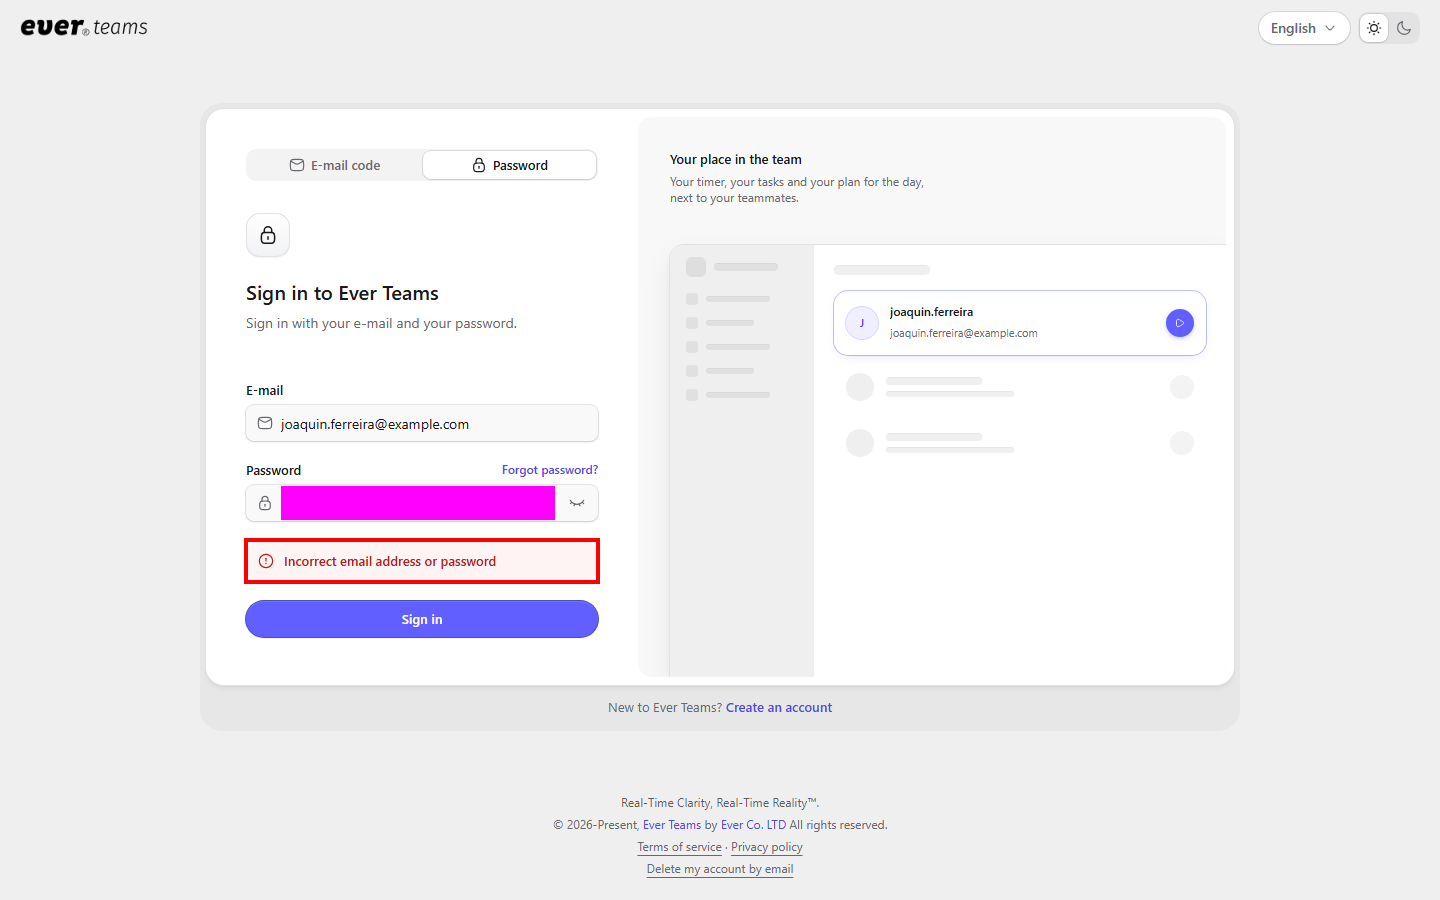 ever® teams
English
E-mail code
Password
Sign in to Ever Teams
Sign in with your e-mail and your password.
E-mail
joaquin.ferreira@example.com
Password
Forgot password?
Incorrect email address or password
Sign in
Your place in the team
Your timer, your tasks and your plan for the day,
next to your teammates.
J
joaquin.ferreira
joaquin.ferreira@example.com
New to Ever Teams? Create an account
Real-Time Clarity, Real-Time Reality™.
© 2026-Present, Ever Teams by Ever Co. LTD All rights reserved.
Terms of service · Privacy policy
Delete my account by email